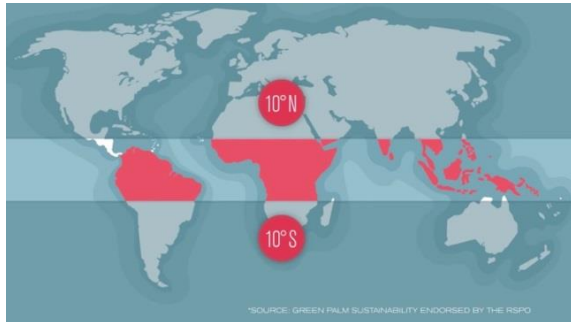 10°N
10°S
*SOURCE: GREEN PALM SUSTAINABILITY ENDORSED BY THE RSPO